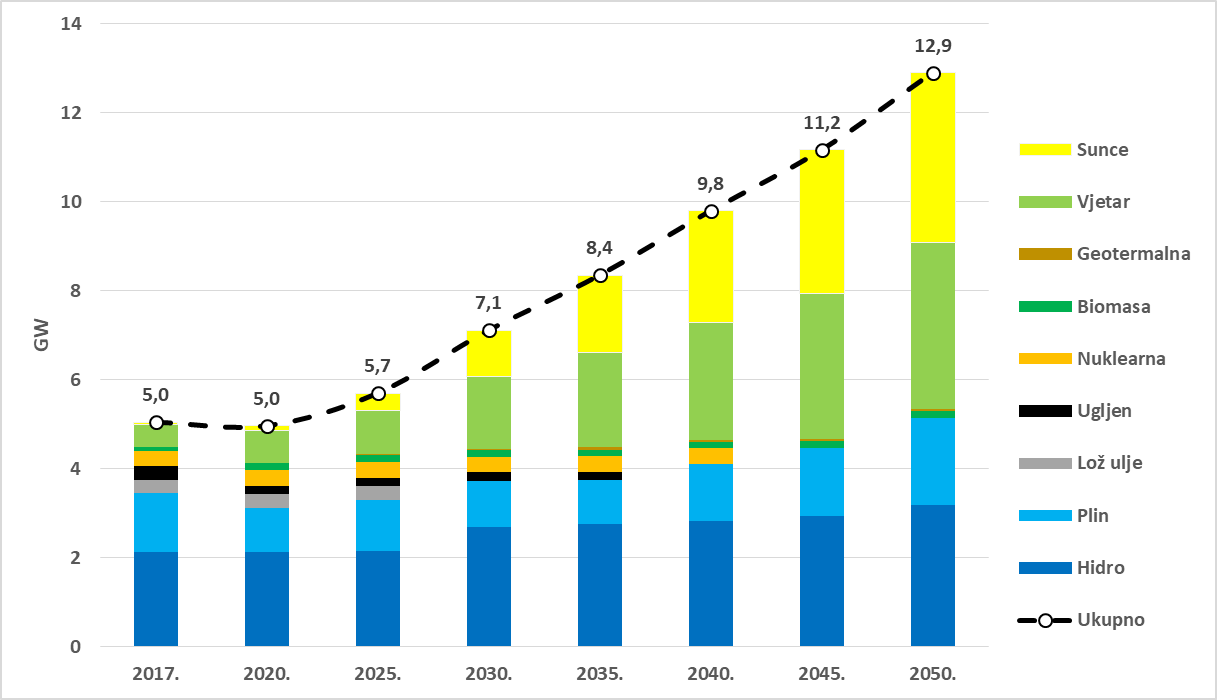 14
12
10
8
6
4
2
0
GW
5,0
5,0
5,7
7,1
8,4
9,8
11,2
12,9
2017.
2020.
2025.
2030.
2035.
2040.
2045.
2050.
Sunce
Vjetar
Geotermalna
Biomasa
Nuklearna
Ugljen
Lož ulje
Plin
Hidro
Ukupno